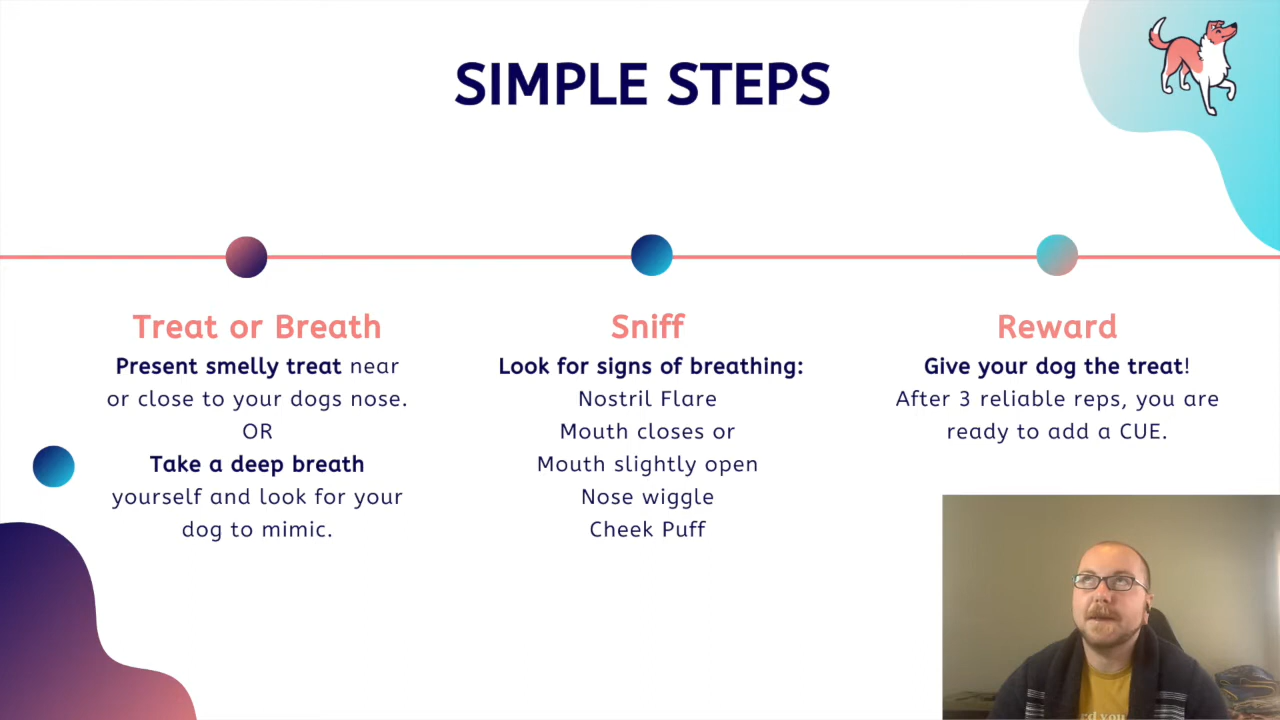 SIMPLE STEPS
Treat or Breath
Present smelly treat near
or close to your dogs nose.
OR
Take a deep breath
yourself and look for your
dog to mimic.
Sniff
Look for signs of breathing:
Nostril Flare
Mouth closes or
Mouth slightly open
Nose wiggle
Cheek Puff
Reward
Give your dog the treat!
After 3 reliable reps, you are
ready to add a CUE.